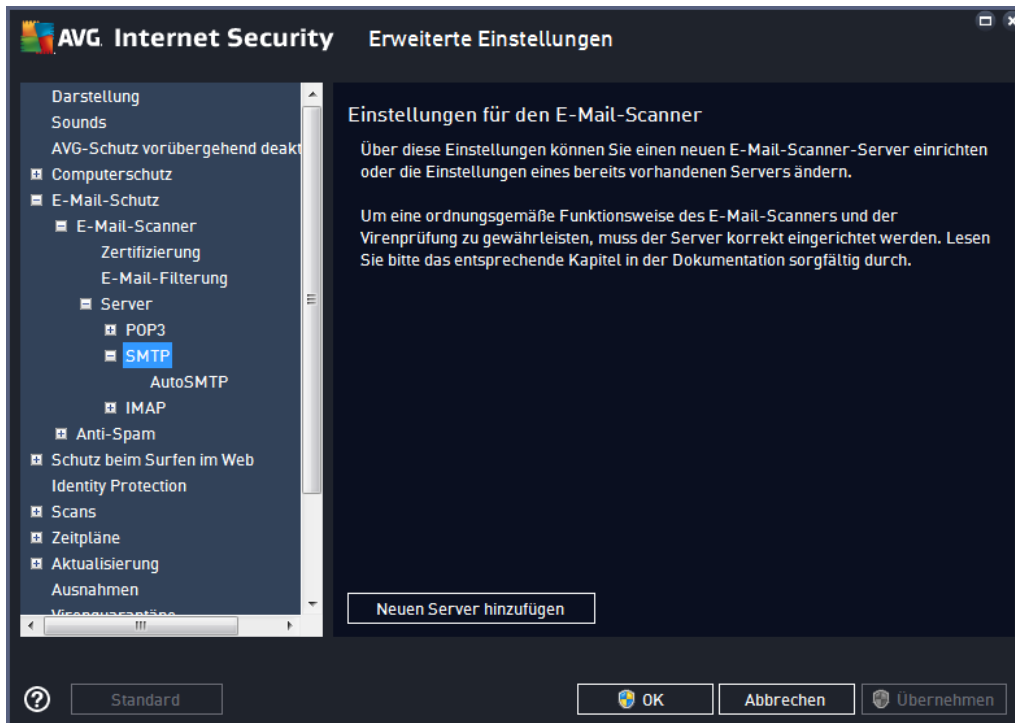 AVG. Internet Security Erweiterte Einstellungen
Darstellung
Sounds
AVG-Schutz vorübergehend deakt
Computerschutz
E-Mail-Schutz
E-Mail-Scanner
Zertifizierung
E-Mail-Filterung
Server
POP3
SMTP
AutoSMTP
IMAP
Anti-Spam
Schutz beim Surfen im Web
Identity Protection
Scans
Zeitpläne
Aktualisierung
Ausnahmen
Virenquarantäne
Einstellungen für den E-Mail-Scanner
Über diese Einstellungen können Sie einen neuen E-Mail-Scanner-Server einrichten
oder die Einstellungen eines bereits vorhandenen Servers ändern.
Um eine ordnungsgemäße Funktionsweise des E-Mail-Scanners und der
Virenprüfung zu gewährleisten, muss der Server korrekt eingerichtet werden. Lesen
Sie bitte das entsprechende Kapitel in der Dokumentation sorgfältig durch.
Neuen Server hinzufügen
? Standard OK Abbrechen Übernehmen